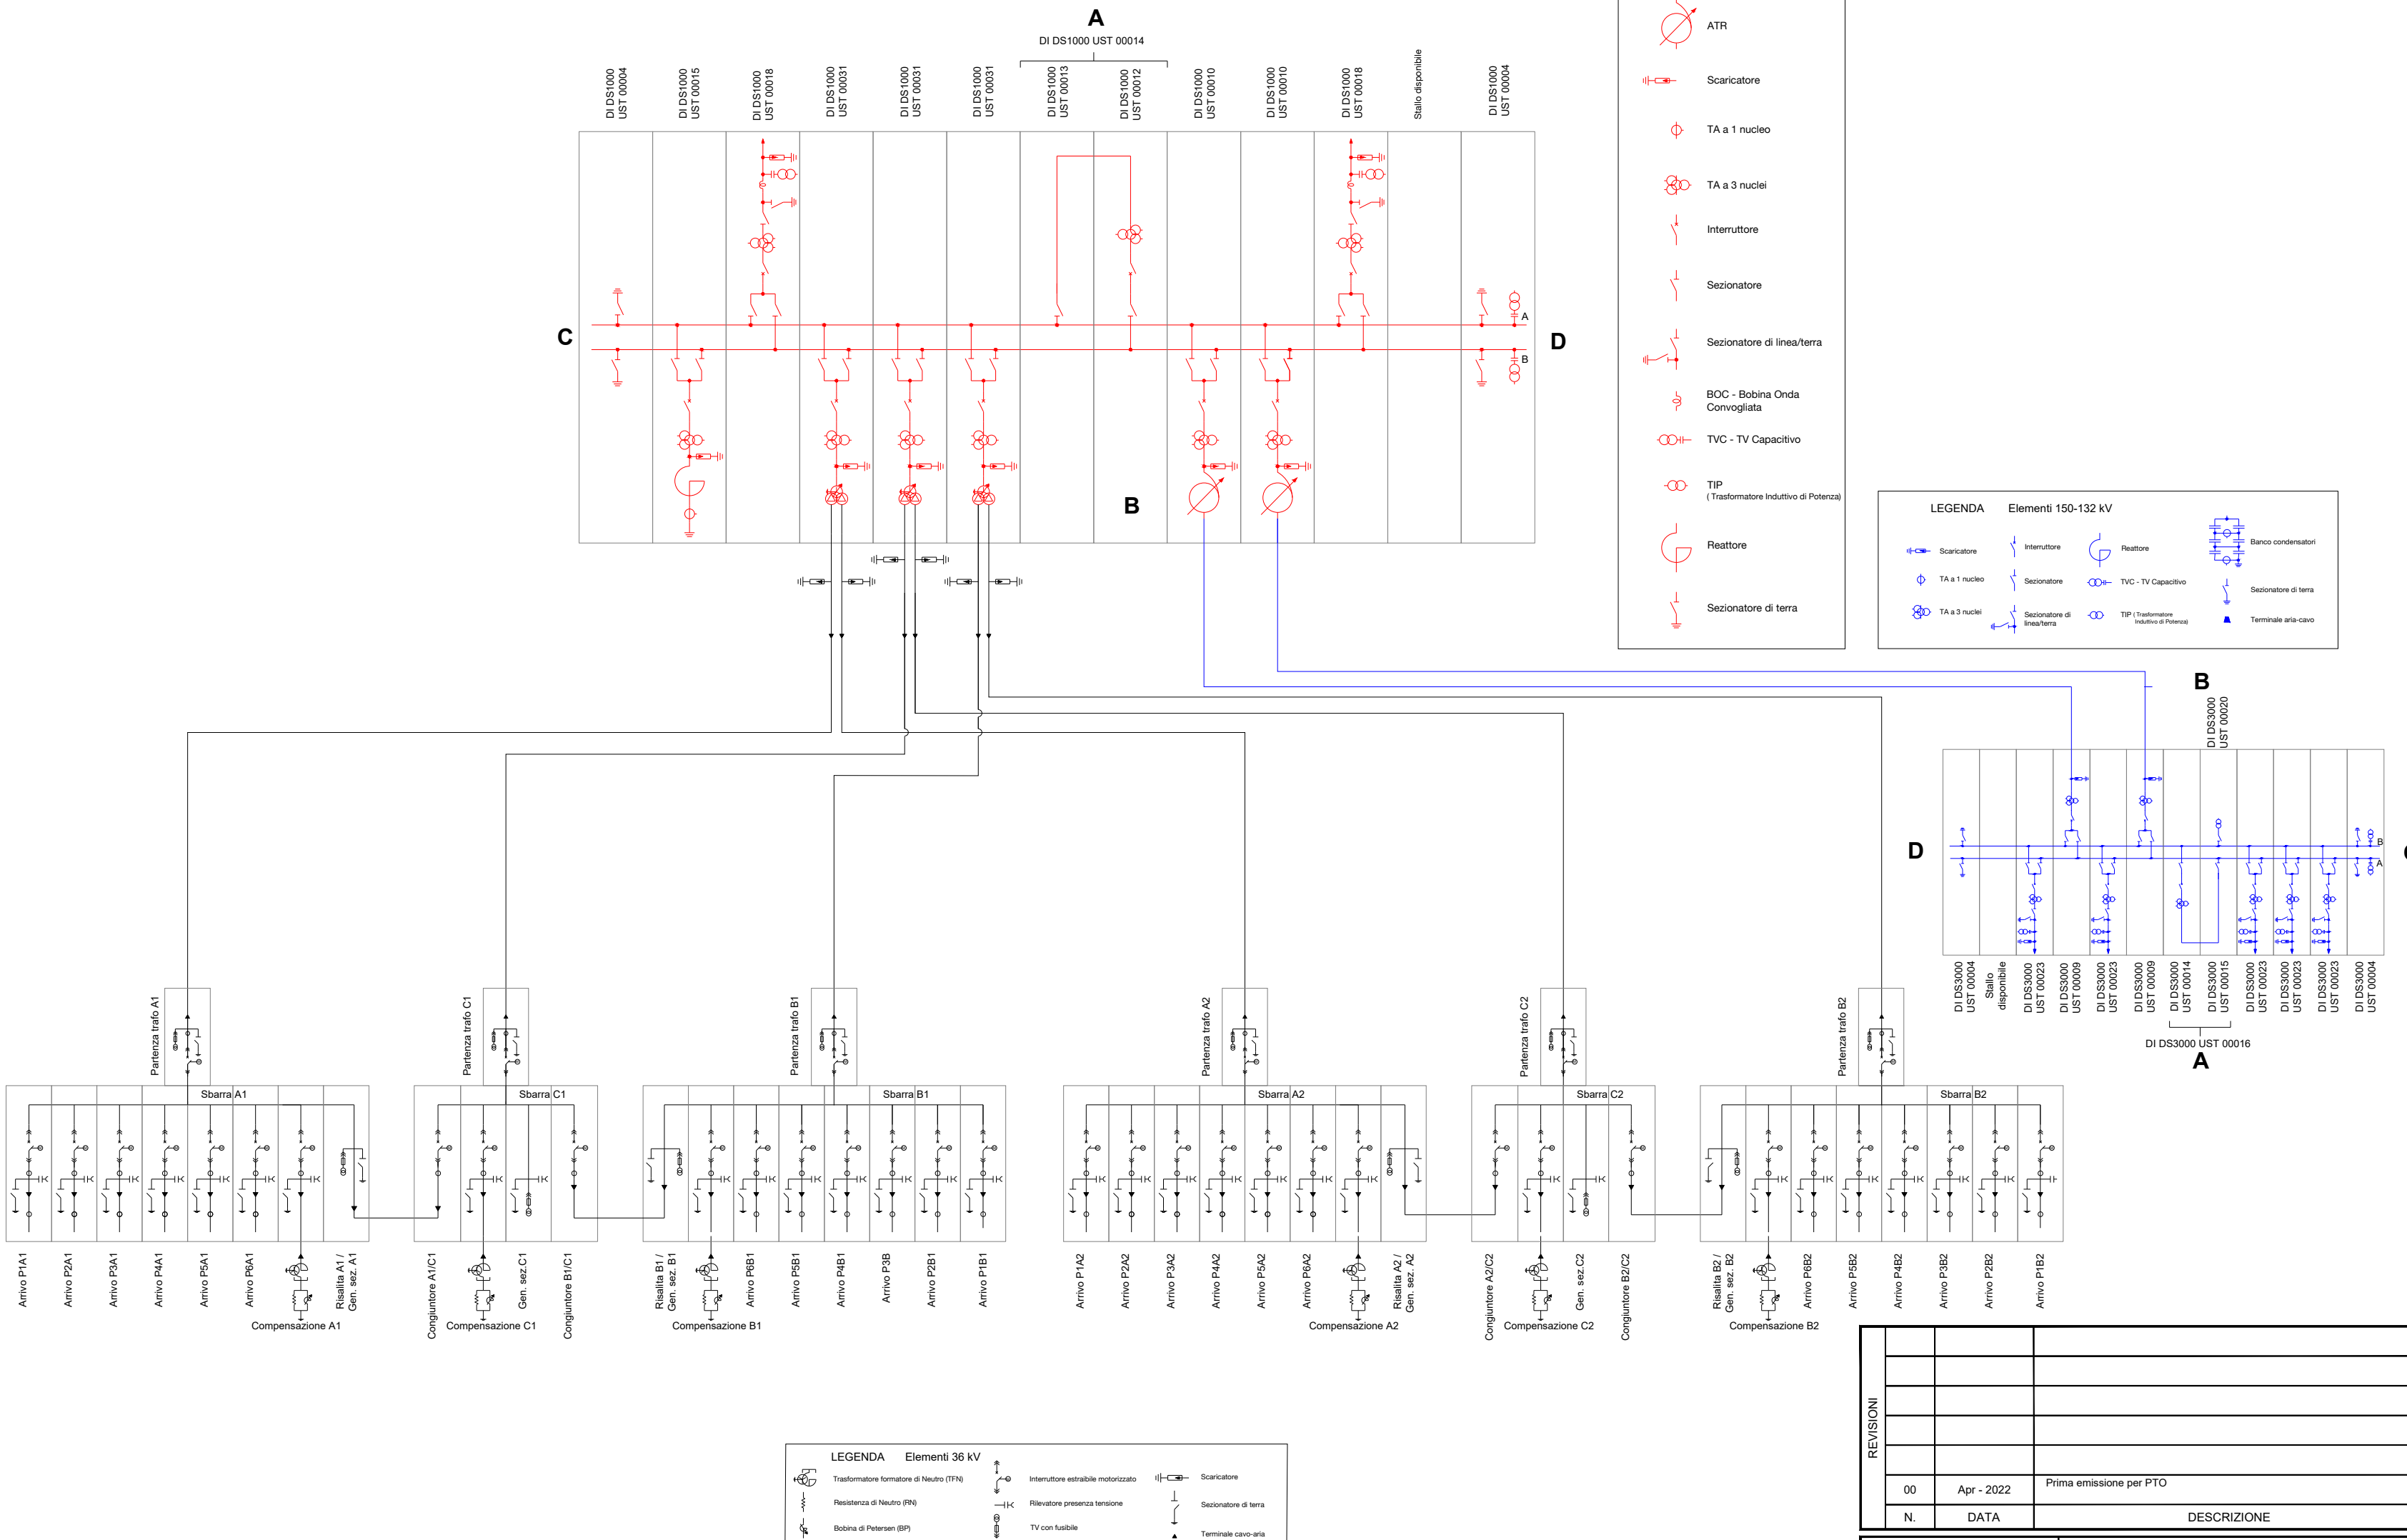 A
DI DS1000 UST 00014
DI DS1000
UST 00004
DI DS1000
UST 00015
DI DS1000
UST 00018
DI DS1000
UST 00031
DI DS1000
UST 00031
DI DS1000
UST 00031
DI DS1000
UST 00013
DI DS1000
UST 00012
DI DS1000
UST 00010
DI DS1000
UST 00010
DI DS1000
UST 00018
Stallo disponibile
DI DS1000
UST 00004
A
B
C
D
B
ATR
Scaricatore
TA a 1 nucleo
TA a 3 nuclei
Interruttore
Sezionatore
Sezionatore di linea/terra
BOC - Bobina Onda
Convogliata
TVC - TV Capacitivo
TIP
( Trasformatore Induttivo di Potenza)
Reattore
Sezionatore di terra
LEGENDA Elementi 150-132 kV
Scaricatore
Interruttore
Reattore
Banco condensatori
TA a 1 nucleo
Sezionatore
TVC - TV Capacitivo
Sezionatore di terra
TA a 3 nuclei
Sezionatore di
linea/terra
TIP ( Trasformatore
Induttivo di Potenza)
Terminale aria-cavo
B
DI DS3000
UST 00020
D
B
A
DI DS3000
UST 00004
Stallo
disponibile
DI DS3000
UST 00023
DI DS3000
UST 00009
DI DS3000
UST 00023
DI DS3000
UST 00009
DI DS3000
UST 00014
DI DS3000
UST 00015
DI DS3000
UST 00023
DI DS3000
UST 00023
DI DS3000
UST 00023
DI DS3000
UST 00004
DI DS3000 UST 00016
A
Partenza trafo A1
Partenza trafo C1
Partenza trafo B1
Partenza trafo A2
Partenza trafo C2
Partenza trafo B2
Sbarra A1
Sbarra C1
Sbarra B1
Sbarra A2
Sbarra C2
Sbarra B2
Arrivo P1A1
Arrivo P2A1
Arrivo P3A1
Arrivo P4A1
Arrivo P5A1
Arrivo P6A1
Compensazione A1
Risalita A1 /
Gen. sez. A1
Congiuntore A1/C1
Compensazione C1
Gen. sez.C1
Congiuntore B1/C1
Risalita B1 /
Gen. sez. B1
Compensazione B1
Arrivo P6B1
Arrivo P5B1
Arrivo P4B1
Arrivo P3B
Arrivo P2B1
Arrivo P1B1
Arrivo P1A2
Arrivo P2A2
Arrivo P3A2
Arrivo P4A2
Arrivo P5A2
Arrivo P6A2
Compensazione A2
Risalita A2 /
Gen. sez. A2
Congiuntore A2/C2
Compensazione C2
Gen. sez.C2
Congiuntore B2/C2
Risalita B2 /
Gen. sez. B2
Compensazione B2
Arrivo P6B2
Arrivo P5B2
Arrivo P4B2
Arrivo P3B2
Arrivo P2B2
Arrivo P1B2
LEGENDA Elementi 36 kV
Trasformatore formatore di Neutro (TFN)
Interruttore estraibile motorizzato
Scaricatore
Resistenza di Neutro (RN)
Rilevatore presenza tensione
Sezionatore di terra
Bobina di Petersen (BP)
TV con fusibile
Terminale cavo-aria
REVISIONI
00 Apr - 2022 Prima emissione per PTO
N. DATA DESCRIZIONE